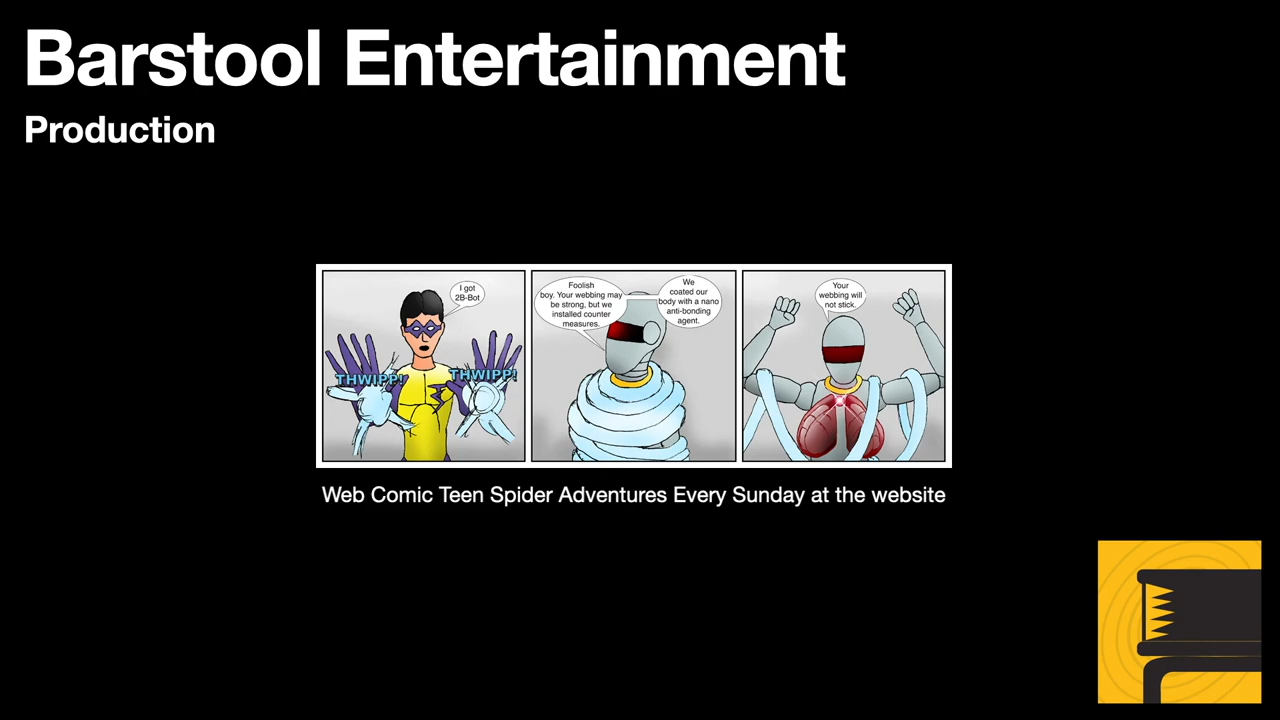 Barstool Entertainment
Production
I got
2B-Bot
THWIPP!
THWIPP!
Foolish
boy. Your webbing may
be strong, but we
installed counter
measures.
We
coated our
body with a nano
anti-bonding
agent.
Your
webbing will
not stick.
Web Comic Teen Spider Adventures Every Sunday at the website